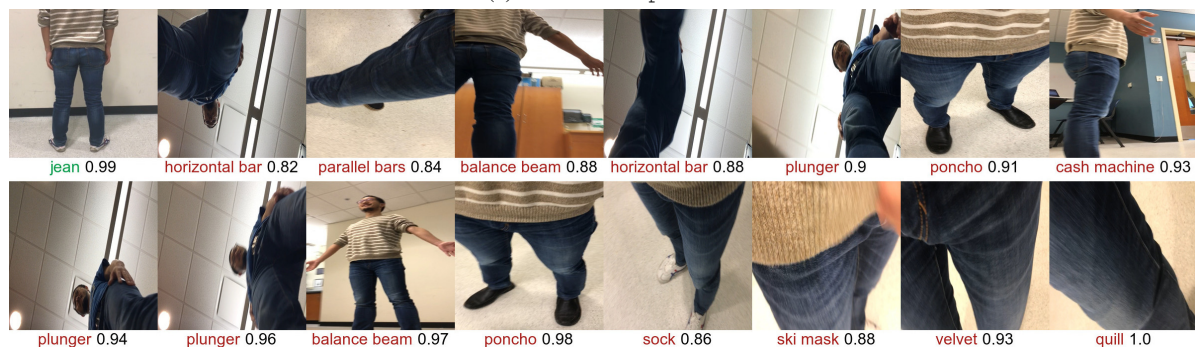 jean 0.99 horizontal bar 0.82 parallel bars 0.84 balance beam 0.88 horizontal bar 0.88 plunger 0.9 poncho 0.91 cash machine 0.93
plunger 0.94 plunger 0.96 balance beam 0.97 poncho 0.98 sock 0.86 ski mask 0.88 velvet 0.93 quill 1.0